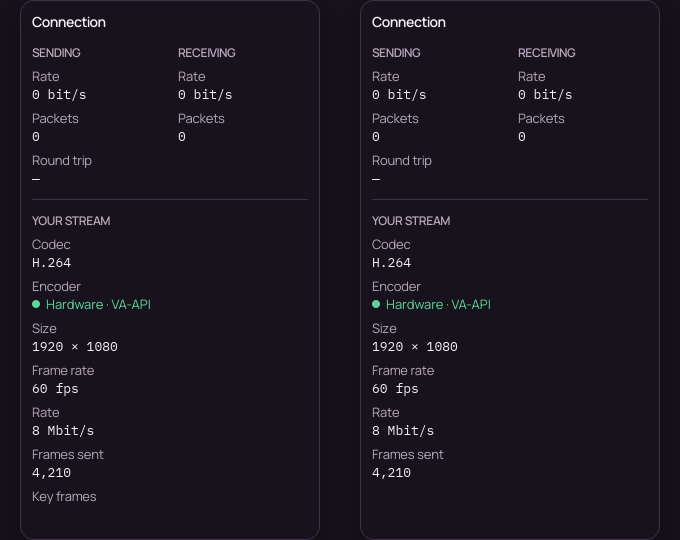 Connection
SENDING
RECEIVING
Rate
0 bit/s
Rate
0 bit/s
Packets
0
Packets
0
Round trip
—
YOUR STREAM
Codec
H.264
Encoder
Hardware · VA-API
Size
1920 × 1080
Frame rate
60 fps
Rate
8 Mbit/s
Frames sent
4,210
Key frames
Connection
SENDING
RECEIVING
Rate
0 bit/s
Rate
0 bit/s
Packets
0
Packets
0
Round trip
—
YOUR STREAM
Codec
H.264
Encoder
Hardware · VA-API
Size
1920 × 1080
Frame rate
60 fps
Rate
8 Mbit/s
Frames sent
4,210